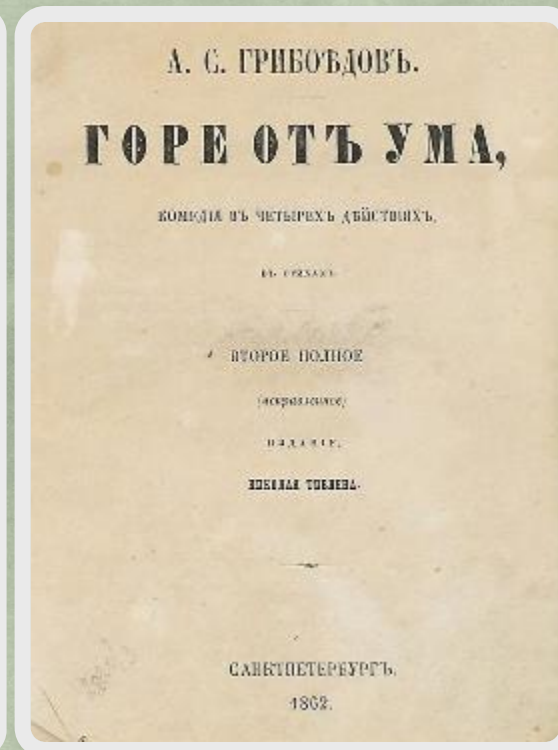 А. С. ГРИБОѢДОВЪ.
ГОРЕ ОТЪ УМА,
КОМЕДІЯ ВЪ ЧЕТЫРЕХЪ ДѢЙСТВІЯХЪ,
ВЪ СТИХАХЪ.
ВТОРОЕ ПОЛНОЕ
(исправленное)
ИЗДАНІЕ.
НИКОЛАЯ ТИБЛЕНА.
САНКТПЕТЕРБУРГЪ.
1862.